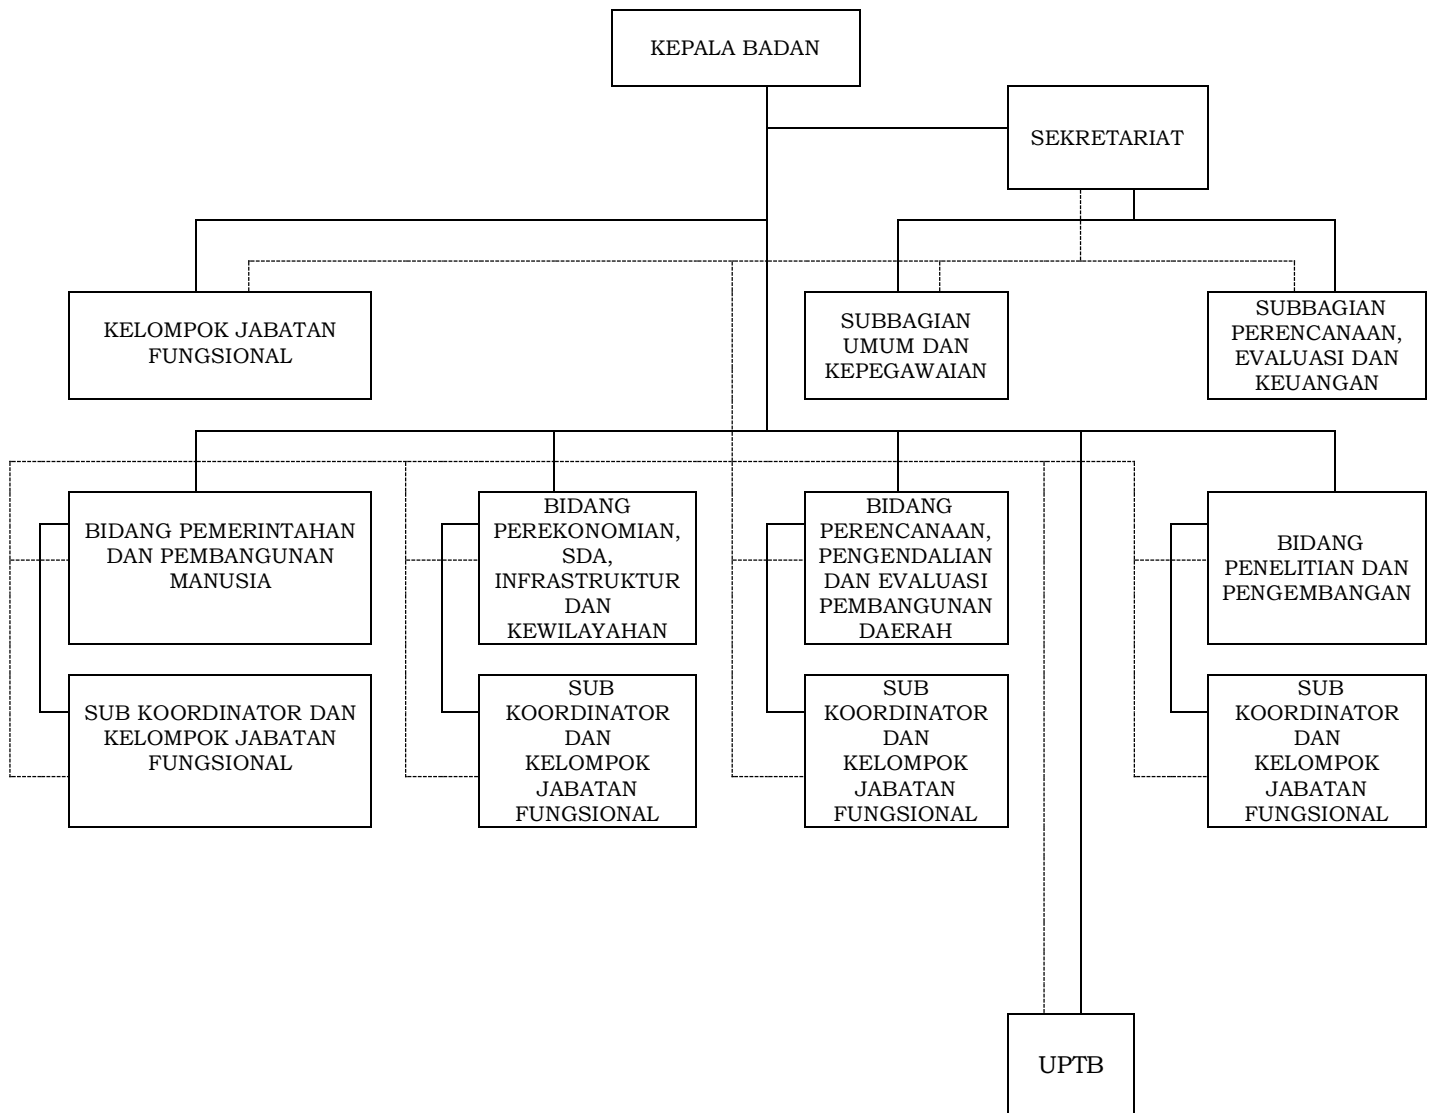 KEPALA BADAN
SEKRETARIAT
KELOMPOK JABATAN
FUNGSIONAL
SUBBAGIAN
UMUM DAN
KEPEGAWAIAN
SUBBAGIAN
PERENCANAAN,
EVALUASI DAN
KEUANGAN
BIDANG PEMERINTAHAN
DAN PEMBANGUNAN
MANUSIA
BIDANG
PEREKONOMIAN,
SDA,
INFRASTRUKTUR
DAN
KEWILAYAHAN
BIDANG
PERENCANAAN,
PENGENDALIAN
DAN EVALUASI
PEMBANGUNAN
DAERAH
BIDANG
PENELITIAN DAN
PENGEMBANGAN
SUB KOORDINATOR DAN
KELOMPOK JABATAN
FUNGSIONAL
SUB
KOORDINATOR
DAN
KELOMPOK
JABATAN
FUNGSIONAL
SUB
KOORDINATOR
DAN
KELOMPOK
JABATAN
FUNGSIONAL
SUB
KOORDINATOR
DAN
KELOMPOK
JABATAN
FUNGSIONAL
UPTB